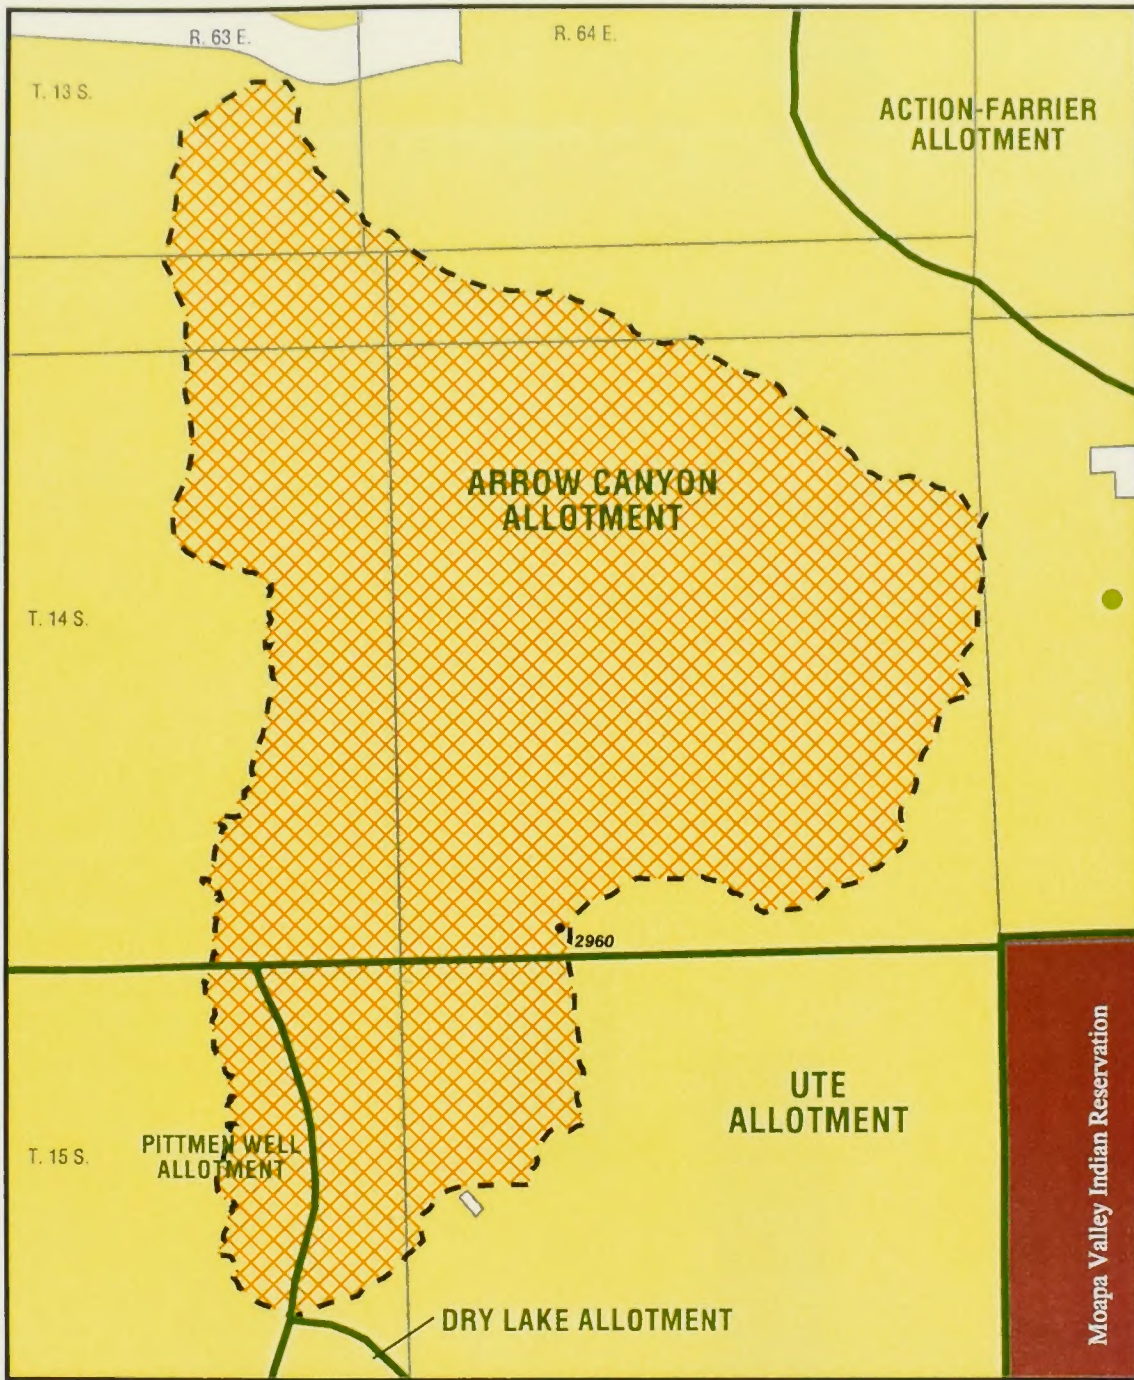 R. 63 E.
R. 64 E.
T. 13 S.
ACTION-FARRIER
ALLOTMENT
ARROW CANYON
ALLOTMENT
T. 14 S.
2960
UTE
ALLOTMENT
PITTMEN WELL
ALLOTMENT
T. 15 S.
DRY LAKE ALLOTMENT
Moapa Valley Indian Reservation